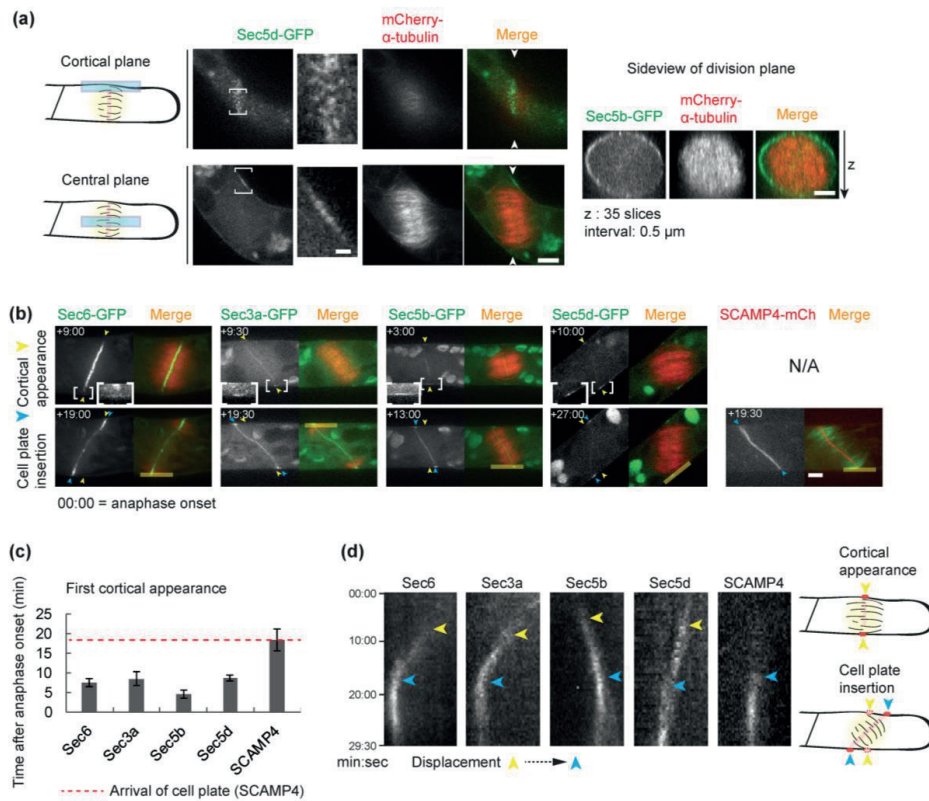 (a)
Sec5d-GFP
mCherry-
α-tubulin
Merge
Cortical plane
Central plane
Sideview of division plane
Sec5b-GFP
mCherry-
α-tubulin
Merge
z
z : 35 slices
interval: 0.5 µm
(b)
Sec6-GFP Merge Sec3a-GFP Merge Sec5b-GFP Merge Sec5d-GFP Merge SCAMP4-mCh Merge
Cortical
appearance
+9:00 +9:30 +3:00 +10:00
N/A
Cell plate
insertion
+19:00 +19:30 +13:00 +27:00 +19:30
00:00 = anaphase onset
(c)
First cortical appearance
Time after anaphase onset (min)
25
20
15
10
5
0
Sec6 Sec3a Sec5b Sec5d SCAMP4
Arrival of cell plate (SCAMP4)
(d)
Sec6 Sec3a Sec5b Sec5d SCAMP4
00:00
10:00
20:00
29:30
min:sec Displacement
Cortical
appearance
Cell plate
insertion